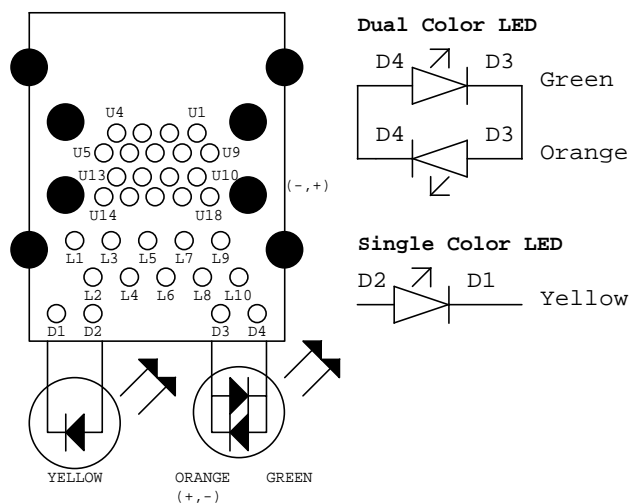 Dual Color LED
D4 D3
Green
D4 D3
Orange
U4 U1
U5 U9
U13 U10
(-,+)
U14 U18
L1 L3 L5 L7 L9
L2 L4 L6 L8 L10
D1 D2 D3 D4
Single Color LED
D2 D1
Yellow
YELLOW ORANGE GREEN
(+,-)